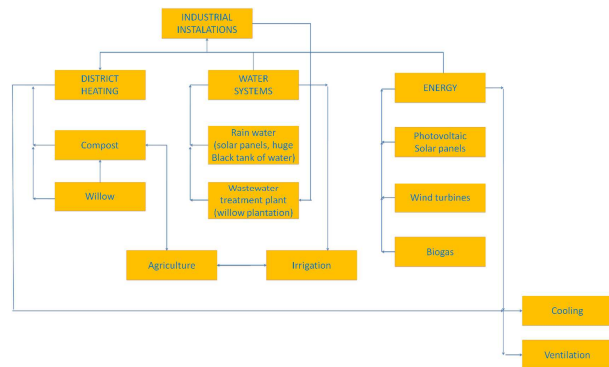 INDUSTRIAL
INSTALATIONS
DISTRICT
HEATING
WATER
SYSTEMS
ENERGY
Compost
Rain water
(solar panels, huge
Black tank of water)
Photovoltaic
Solar panels
Willow
Wastewater
treatment plant
(willow plantation)
Wind turbines
Agriculture
Irrigation
Biogas
Cooling
Ventilation